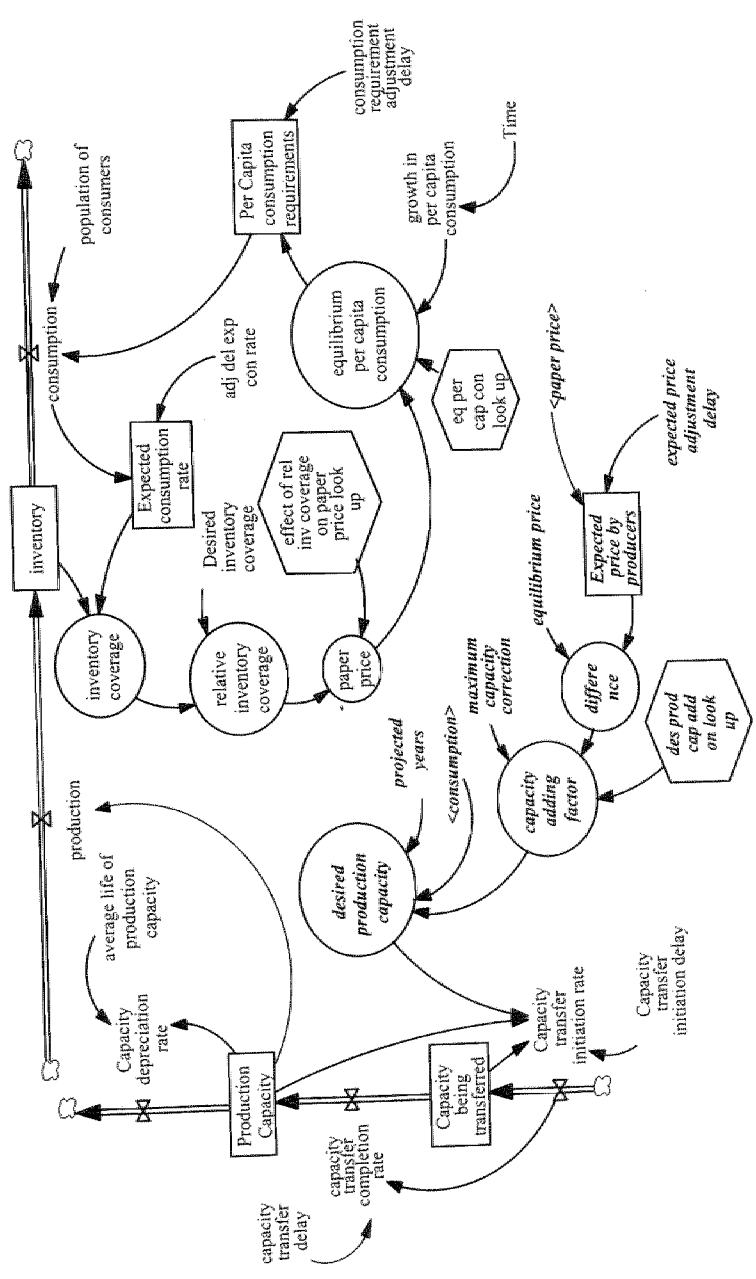 capacity
transfer
delay
capacity
transfer
completion
rate
Production
Capacity
Capacity
depreciation
rate
average life of
production
capacity
production
inventory
consumption
population of
consumers
Capacity
being
transferred
Capacity
transfer
initiation rate
Capacity
transfer
initiation delay
desired
production
capacity
projected
years
<consumption>
maximum
capacity
correction
capacity
adding
factor
des prod
cap add
on look
up
differe
nce
equilibrium price
Expected
price by
producers
<paper price>
expected price
adjustment
delay
inventory
coverage
relative
inventory
coverage
Desired
inventory
coverage
paper
price
effect of rel
inv coverage
on paper
price look
up
Expected
consumption
rate
adj del exp
con rate
equilibrium
per capita
consumption
eq per
cap con
look up
Per Capita
consumption
requirements
consumption
requirement
adjustment
delay
growth in
per capita
consumption
Time